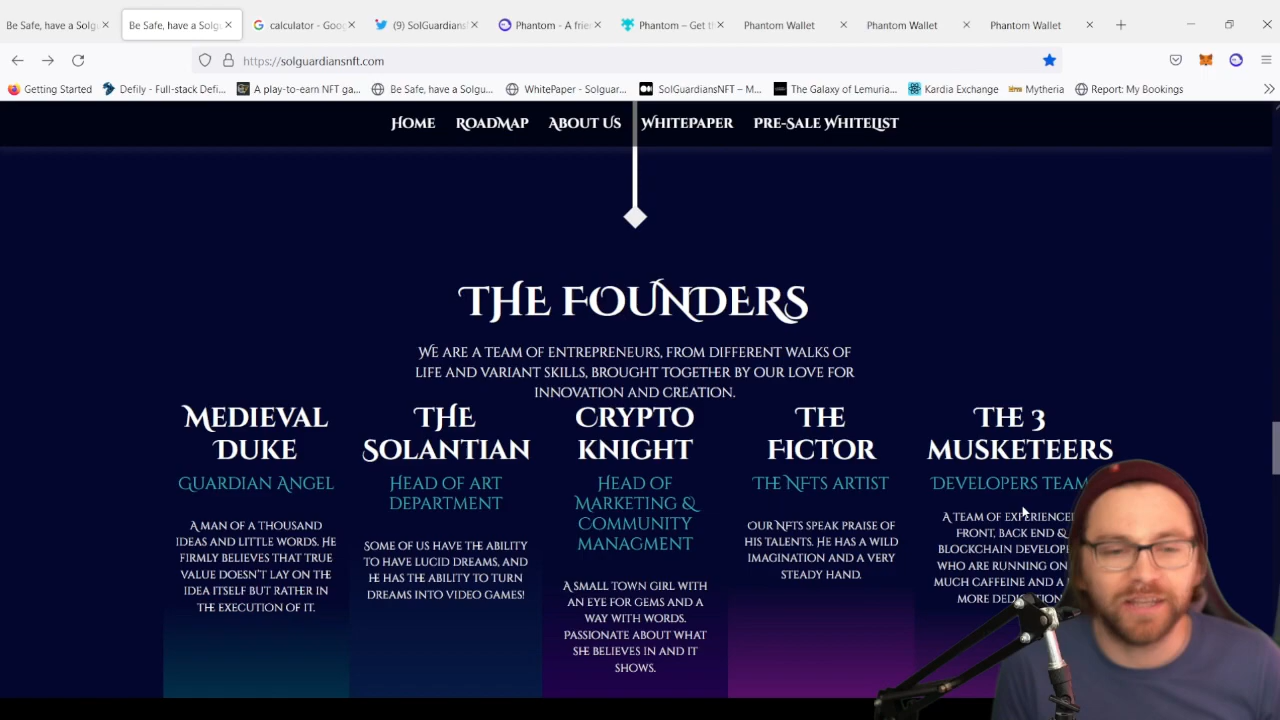 Be Safe, have a Solgu
Be Safe, have a Solgu
calculator - Goog
(9) SolGuardians
Phantom - A frie
Phantom – Get t
Phantom Wallet
Phantom Wallet
Phantom Wallet
https://solguardiansnft.com
Getting Started
Defily - Full-stack Defi...
A play-to-earn NFT ga...
Be Safe, have a Solgu...
WhitePaper - Solguar...
SolGuardiansNFT – M...
The Galaxy of Lemuria...
Kardia Exchange
Mytheria
Report: My Bookings
HOME ROADMAP ABOUT US WHITEPAPER PRE-SALE WHITELIST
THE FOUNDERS
WE ARE A TEAM OF ENTREPRENEURS, FROM DIFFERENT WALKS OF
LIFE AND VARIANT SKILLS, BROUGHT TOGETHER BY OUR LOVE FOR
INNOVATION AND CREATION.
MEDIEVAL
DUKE
GUARDIAN ANGEL
A MAN OF A THOUSAND
IDEAS AND LITTLE WORDS. HE
FIRMLY BELIEVES THAT TRUE
VALUE DOESN'T LAY ON THE
IDEA ITSELF BUT RATHER IN
THE EXECUTION OF IT.
THE
SOLANTIAN
HEAD OF ART
DEPARTMENT
SOME OF US HAVE THE ABILITY
TO HAVE LUCID DREAMS, AND
HE HAS THE ABILITY TO TURN
DREAMS INTO VIDEO GAMES!
CRYPTO
KNIGHT
HEAD OF
MARKETING &
COMMUNITY
MANAGMENT
A SMALL TOWN GIRL WITH
AN EYE FOR GEMS AND A
WAY WITH WORDS.
PASSIONATE ABOUT WHAT
SHE BELIEVES IN AND IT
SHOWS.
THE
FICTOR
THE NFTS ARTIST
OUR NFTS SPEAK PRAISE OF
HIS TALENTS. HE HAS A WILD
IMAGINATION AND A VERY
STEADY HAND.
THE 3
MUSKETEERS
DEVELOPERS TEAM
A TEAM OF EXPERIENCED
FRONT, BACK END &
BLOCKCHAIN DEVELOP
WHO ARE RUNNING ON
MUCH CAFFEINE AND A
MORE DEDICATION